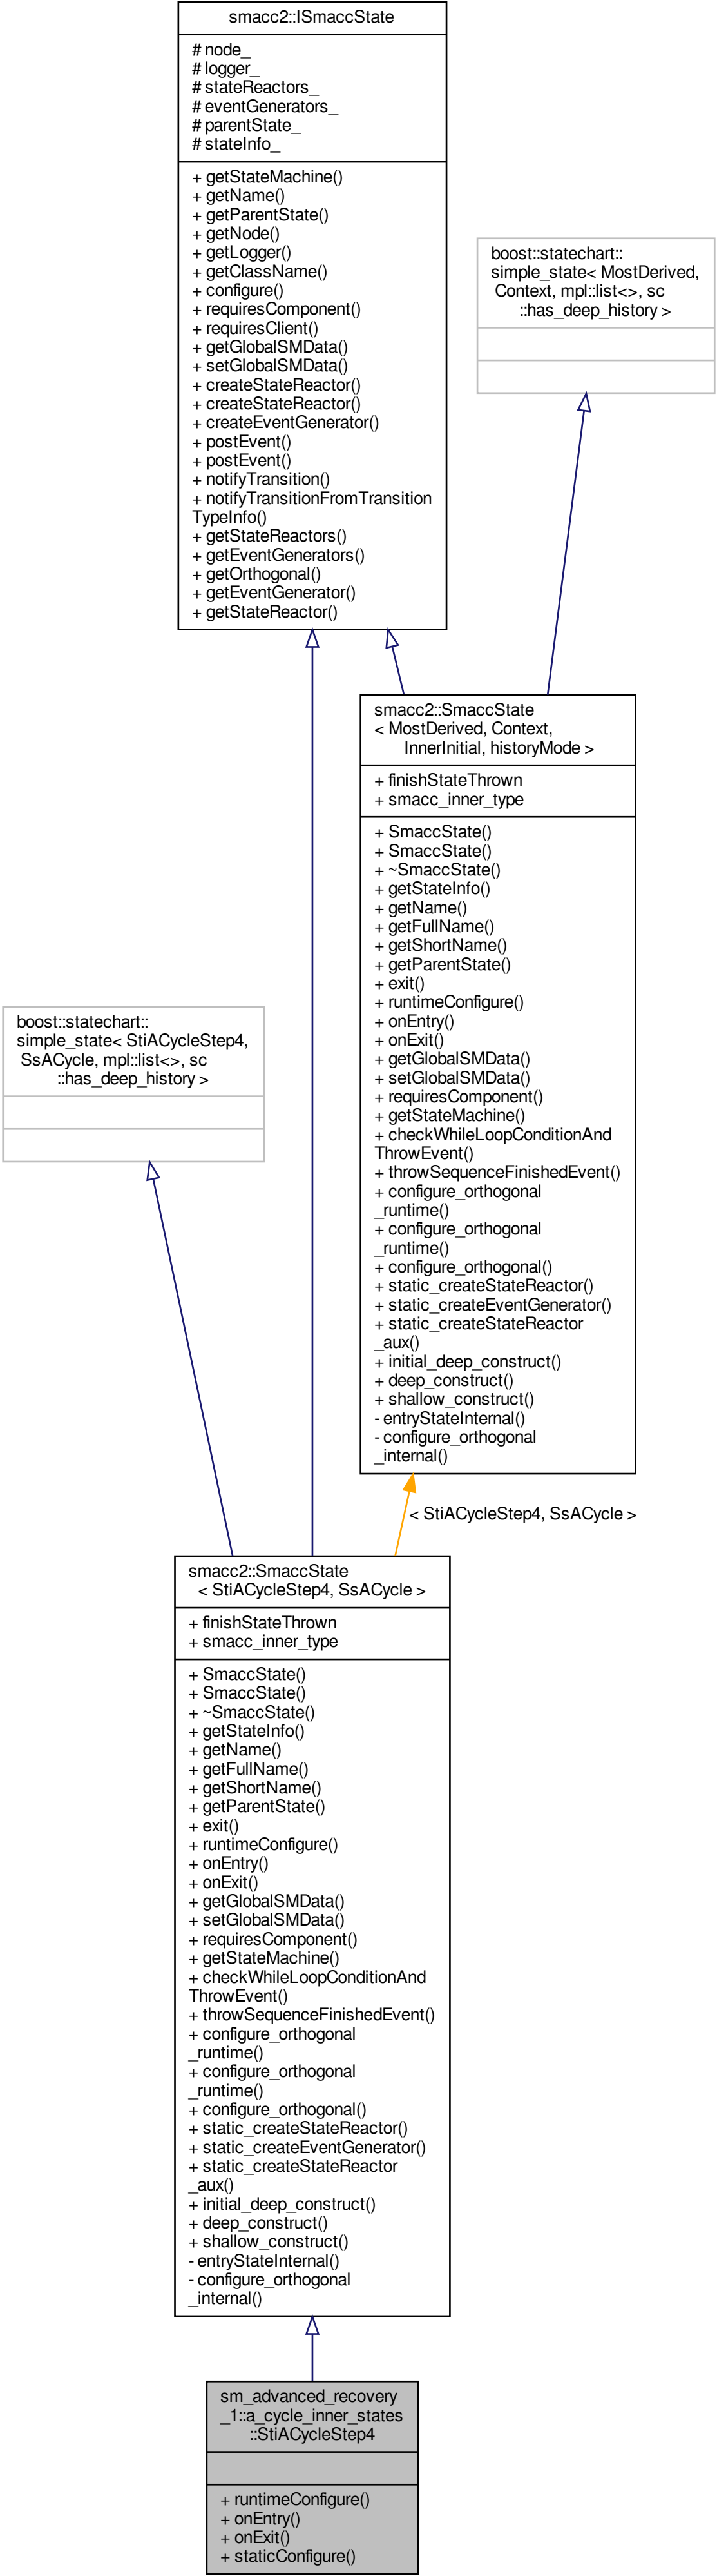 smacc2::ISmaccState
# node_
# logger_
# stateReactors_
# eventGenerators_
# parentState_
# stateInfo_
+ getStateMachine()
+ getName()
+ getParentState()
+ getNode()
+ getLogger()
+ getClassName()
+ configure()
+ requiresComponent()
+ requiresClient()
+ getGlobalSMData()
+ setGlobalSMData()
+ createStateReactor()
+ createStateReactor()
+ createEventGenerator()
+ postEvent()
+ postEvent()
+ notifyTransition()
+ notifyTransitionFromTransition
TypeInfo()
+ getStateReactors()
+ getEventGenerators()
+ getOrthogonal()
+ getEventGenerator()
+ getStateReactor()
boost::statechart::
simple_state< MostDerived,
Context, mpl::list<>, sc
::has_deep_history >
smacc2::SmaccState
< MostDerived, Context,
InnerInitial, historyMode >
+ finishStateThrown
+ smacc_inner_type
+ SmaccState()
+ SmaccState()
+ ~SmaccState()
+ getStateInfo()
+ getName()
+ getFullName()
+ getShortName()
+ getParentState()
+ exit()
+ runtimeConfigure()
+ onEntry()
+ onExit()
+ getGlobalSMData()
+ setGlobalSMData()
+ requiresComponent()
+ getStateMachine()
+ checkWhileLoopConditionAnd
ThrowEvent()
+ throwSequenceFinishedEvent()
+ configure_orthogonal
_runtime()
+ configure_orthogonal
_runtime()
+ configure_orthogonal()
+ static_createStateReactor()
+ static_createEventGenerator()
+ static_createStateReactor
_aux()
+ initial_deep_construct()
+ deep_construct()
+ shallow_construct()
- entryStateInternal()
- configure_orthogonal
_internal()
boost::statechart::
simple_state< StiACycleStep4,
SsACycle, mpl::list<>, sc
::has_deep_history >
< StiACycleStep4, SsACycle >
smacc2::SmaccState
< StiACycleStep4, SsACycle >
+ finishStateThrown
+ smacc_inner_type
+ SmaccState()
+ SmaccState()
+ ~SmaccState()
+ getStateInfo()
+ getName()
+ getFullName()
+ getShortName()
+ getParentState()
+ exit()
+ runtimeConfigure()
+ onEntry()
+ onExit()
+ getGlobalSMData()
+ setGlobalSMData()
+ requiresComponent()
+ getStateMachine()
+ checkWhileLoopConditionAnd
ThrowEvent()
+ throwSequenceFinishedEvent()
+ configure_orthogonal
_runtime()
+ configure_orthogonal
_runtime()
+ configure_orthogonal()
+ static_createStateReactor()
+ static_createEventGenerator()
+ static_createStateReactor
_aux()
+ initial_deep_construct()
+ deep_construct()
+ shallow_construct()
- entryStateInternal()
- configure_orthogonal
_internal()
sm_advanced_recovery
_1::a_cycle_inner_states
::StiACycleStep4
+ runtimeConfigure()
+ onEntry()
+ onExit()
+ staticConfigure()